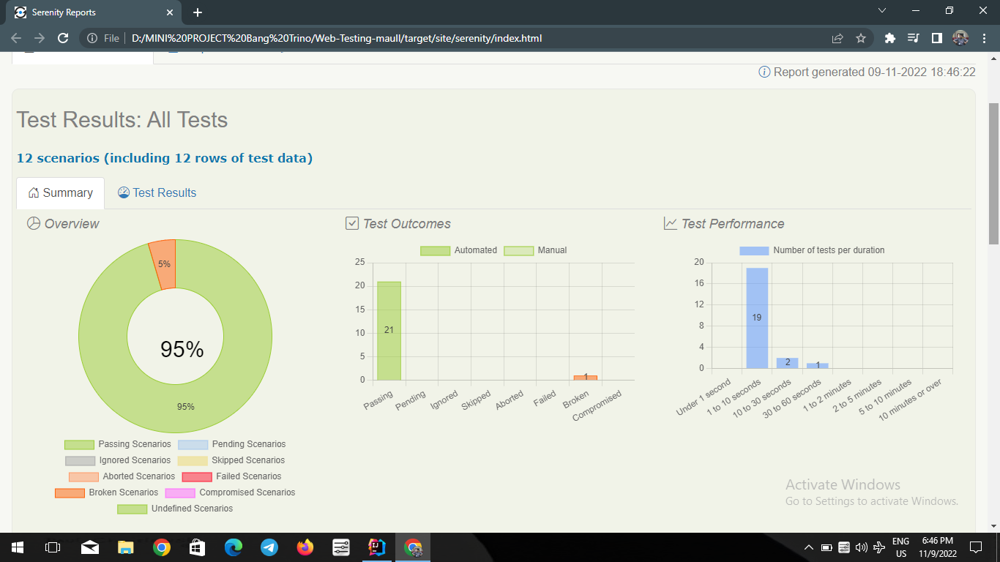 Serenity Reports
File
D:/MINI%20PROJECT%20Bang%20Trino/Web-Testing-maull/target/site/serenity/index.html
Report generated 09-11-2022 18:46:22
Test Results: All Tests
12 scenarios (including 12 rows of test data)
Summary
Test Results
Overview
5%
95%
95%
Passing Scenarios
Pending Scenarios
Ignored Scenarios
Skipped Scenarios
Aborted Scenarios
Failed Scenarios
Broken Scenarios
Compromised Scenarios
Undefined Scenarios
Test Outcomes
Automated
Manual
25
20
15
10
5
0
21
1
Passing
Pending
Ignored
Skipped
Aborted
Failed
Broken
Compromised
Test Performance
Number of tests per duration
20
16
12
8
4
0
19
2
1
Under 1 second
1 to 10 seconds
10 to 30 seconds
30 to 60 seconds
1 to 2 minutes
2 to 5 minutes
5 to 10 minutes
10 minutes or over
Activate Windows
Go to Settings to activate Windows.
ENG
US
6:46 PM
11/9/2022